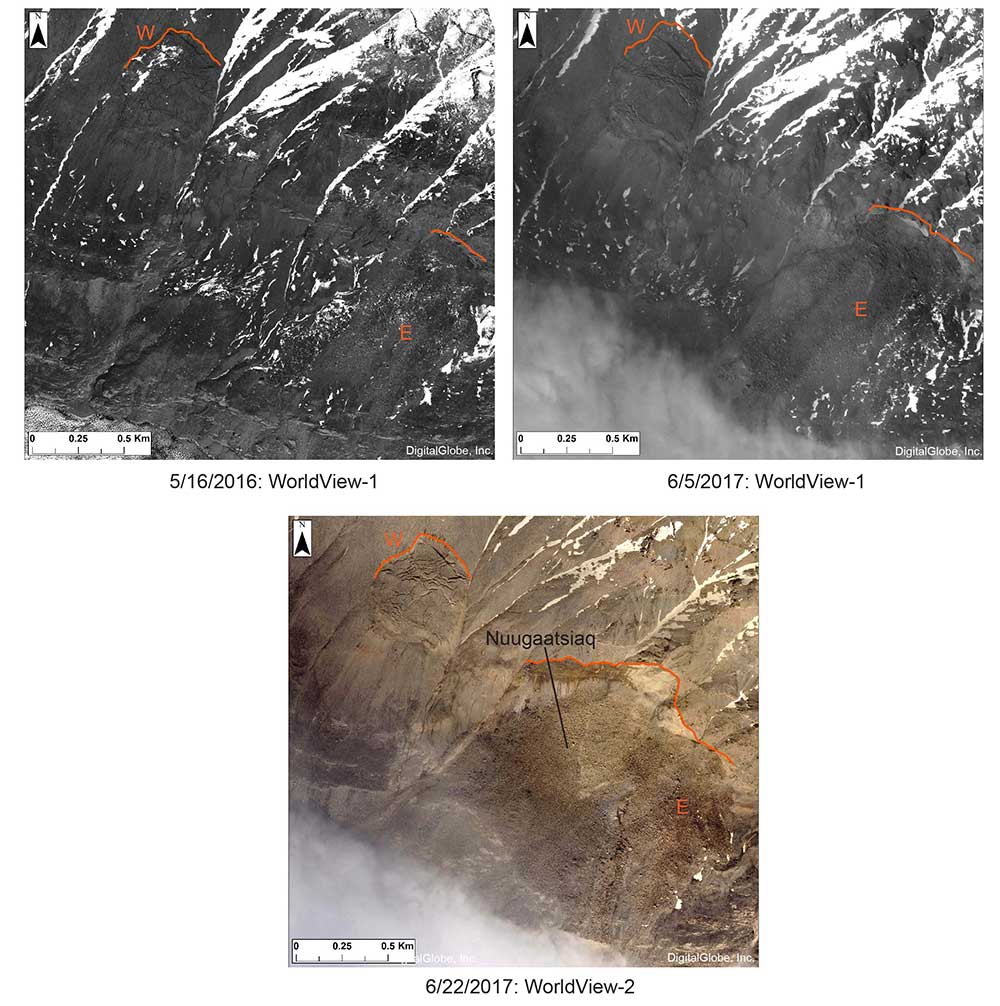 N
W
E
0 0.25 0.5 Km
DigitalGlobe, Inc.
5/16/2016: WorldView-1
N
W
E
0 0.25 0.5 Km
DigitalGlobe, Inc.
6/5/2017: WorldView-1
N
W
Nuugaatsiaq
E
0 0.25 0.5 Km
DigitalGlobe, Inc.
6/22/2017: WorldView-2